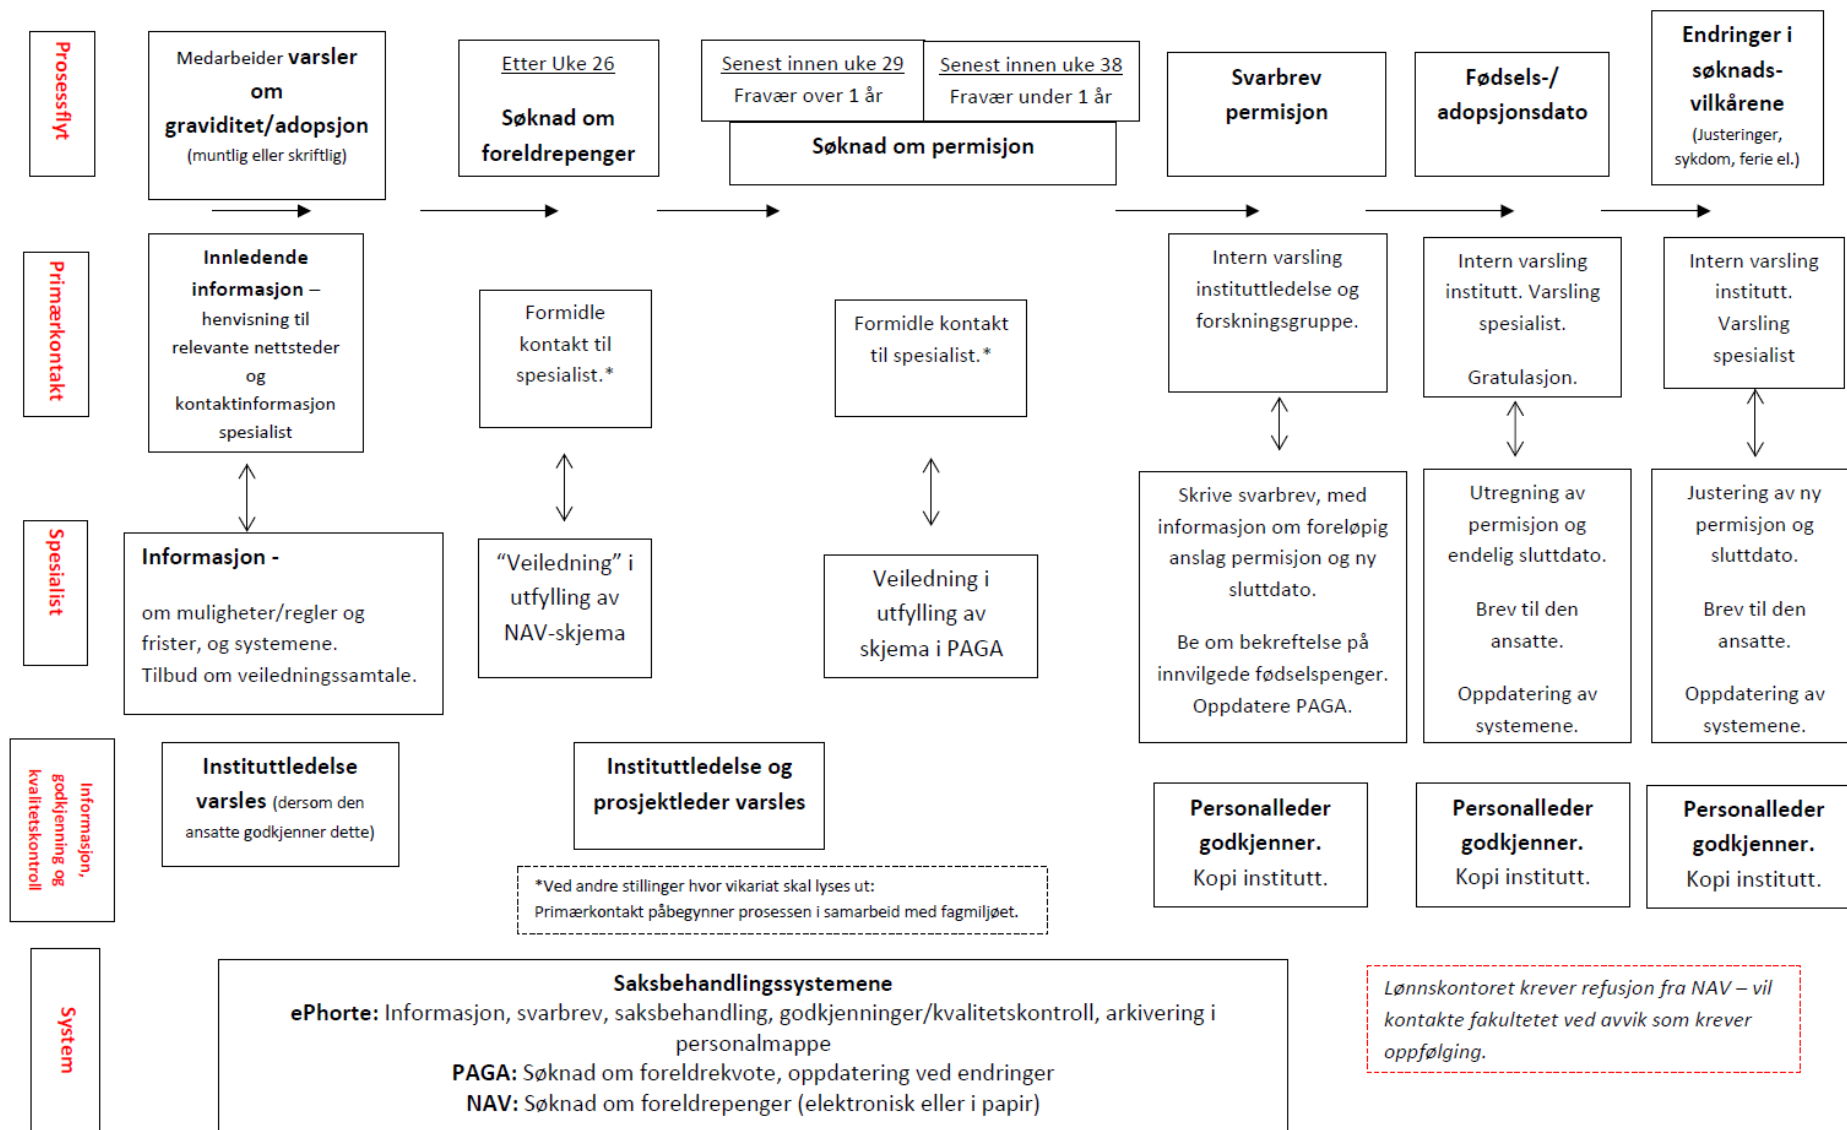 Prosessflyt
Medarbeider varsler
om
graviditet/adopsjon
(muntlig eller skriftlig)
Etter Uke 26
Søknad om
foreldrepenger
Senest innen uke 29
Fravær over 1 år
Senest innen uke 38
Fravær under 1 år
Søknad om permisjon
Svarbrev
permisjon
Fødsels-/
adopsjonsdato
Endringer i
søknads-
vilkårene
(Justeringer,
sykdom, ferie el.)
Primærkontakt
Innledende
informasjon –
henvisning til
relevante nettsteder
og
kontaktinformasjon
spesialist
Formidle
kontakt til
spesialist.*
Formidle kontakt
til spesialist.*
Intern varsling
instituttledelse og
forskningsgruppe.
Intern varsling
institutt. Varsling
spesialist.
Gratulasjon.
Intern varsling
institutt.
Varsling
spesialist
Spesialist
Informasjon -
om muligheter/regler og
frister, og systemene.
Tilbud om veiledningssamtale.
“Veiledning” i
utfylling av
NAV-skjema
Veiledning i
utfylling av
skjema i PAGA
Skrive svarbrev, med
informasjon om foreløpig
anslag permisjon og ny
sluttdato.
Be om bekreftelse på
innvilgede fødselspenger.
Oppdatere PAGA.
Utregning av
permisjon og
endelig sluttdato.
Brev til den
ansatte.
Oppdatering av
systemene.
Justering av ny
permisjon og
sluttdato.
Brev til den
ansatte.
Oppdatering av
systemene.
Informasjon,
godkjenning og
kvalitetskontroll
Instituttledelse
varsles (dersom den
ansatte godkjenner dette)
Instituttledelse og
prosjektleder varsles
Personalleder
godkjenner.
Kopi institutt.
Personalleder
godkjenner.
Kopi institutt.
Personalleder
godkjenner.
Kopi institutt.
*Ved andre stillinger hvor vikariat skal lyses ut:
Primærkontakt påbegynner prosessen i samarbeid med fagmiljøet.
System
Saksbehandlingssystemene
ePhorte: Informasjon, svarbrev, saksbehandling, godkjenninger/kvalitetskontroll, arkivering i
personalmappe
PAGA: Søknad om foreldrekvote, oppdatering ved endringer
NAV: Søknad om foreldrepenger (elektronisk eller i papir)
Lønnskontoret krever refusjon fra NAV – vil
kontakte fakultetet ved avvik som krever
oppfølging.